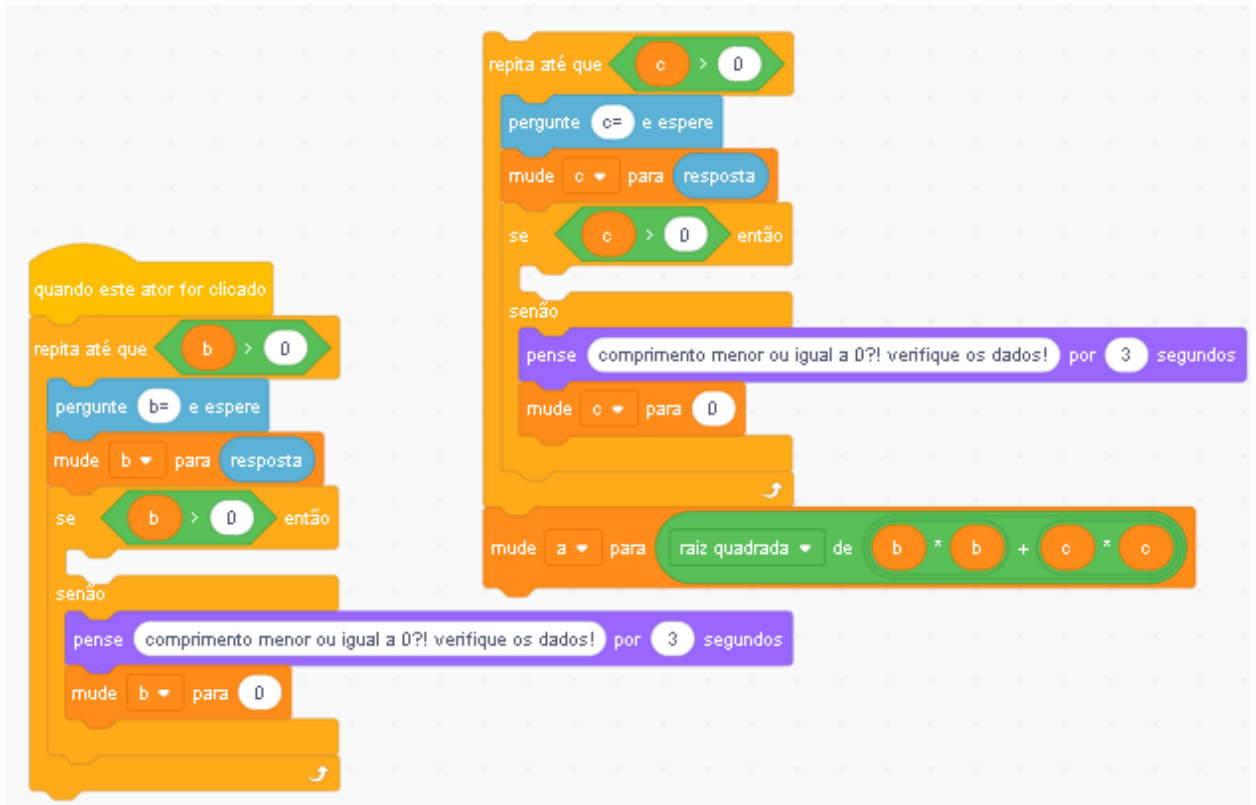 quando este ator for clicado
repita até que b > 0
pergunte b= e espere
mude b para resposta
se b > 0 então
senão
pense comprimento menor ou igual a 0?! verifique os dados! por 3 segundos
mude b para 0
repita até que c > 0
pergunte c= e espere
mude c para resposta
se c > 0 então
senão
pense comprimento menor ou igual a 0?! verifique os dados! por 3 segundos
mude c para 0
mude a para raiz quadrada de b * b + c * c